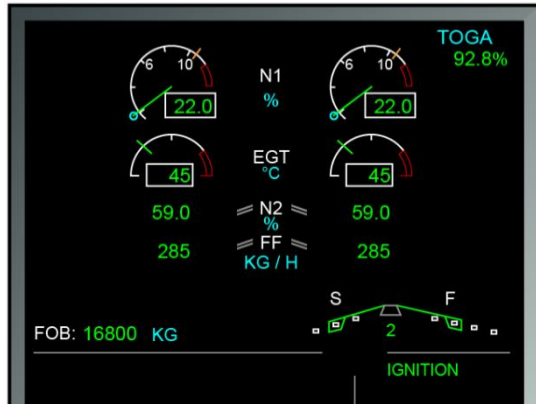 TOGA
92.8%
6 10 N1 6 10
22.0 % 22.0
EGT
45 °C 45
59.0 N2 59.0
%
285 FF 285
KG / H
S F
FOB: 16800 KG 2
IGNITION